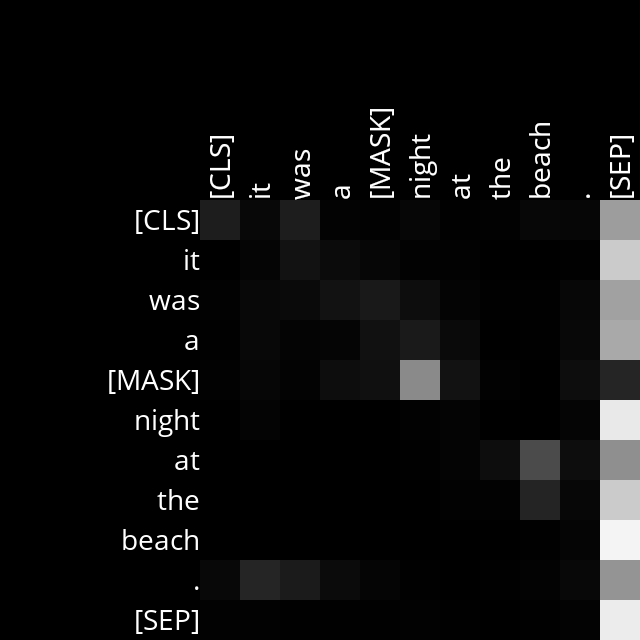 [CLS] it was a [MASK] night at the beach . [SEP]
[CLS]
it
was
a
[MASK]
night
at
the
beach
.
[SEP]